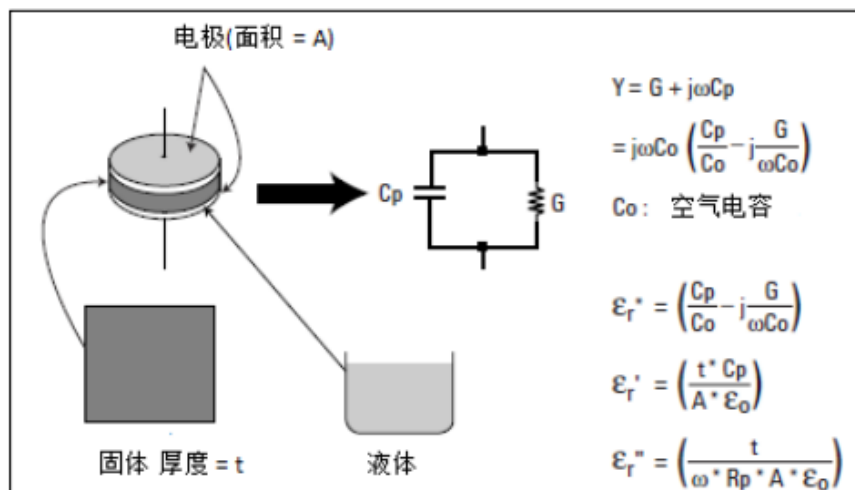 电极(面积 = A)
Cp
G
固体 厚度 = t
液体
Y = G + jωCp
= jωCo (Cp/Co - j G/ωCo)
Co : 空气电容
εr* = (Cp/Co - j G/ωCo)
εr' = (t * Cp / A * εo)
εr" = (t / ω * Rp * A * εo)